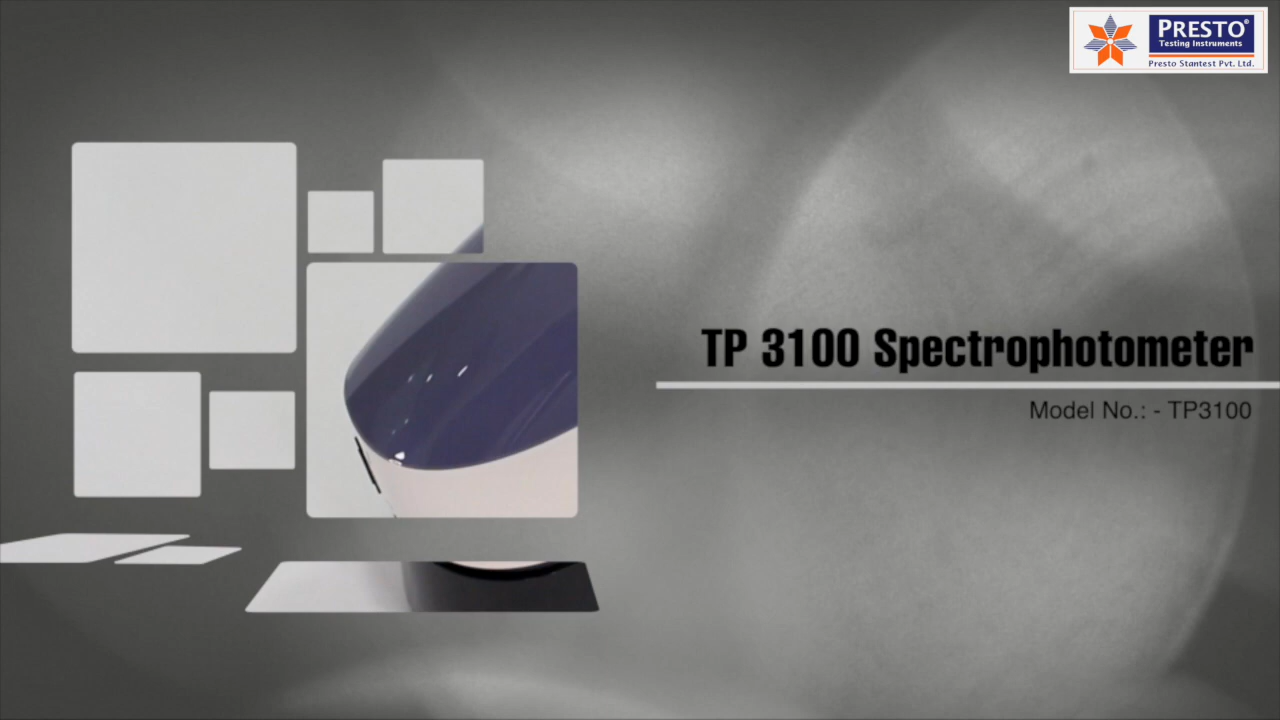 PRESTO®
Testing Instruments
Presto Stantest Pvt. Ltd.
TP 3100 Spectrophotometer
Model No.: - TP3100